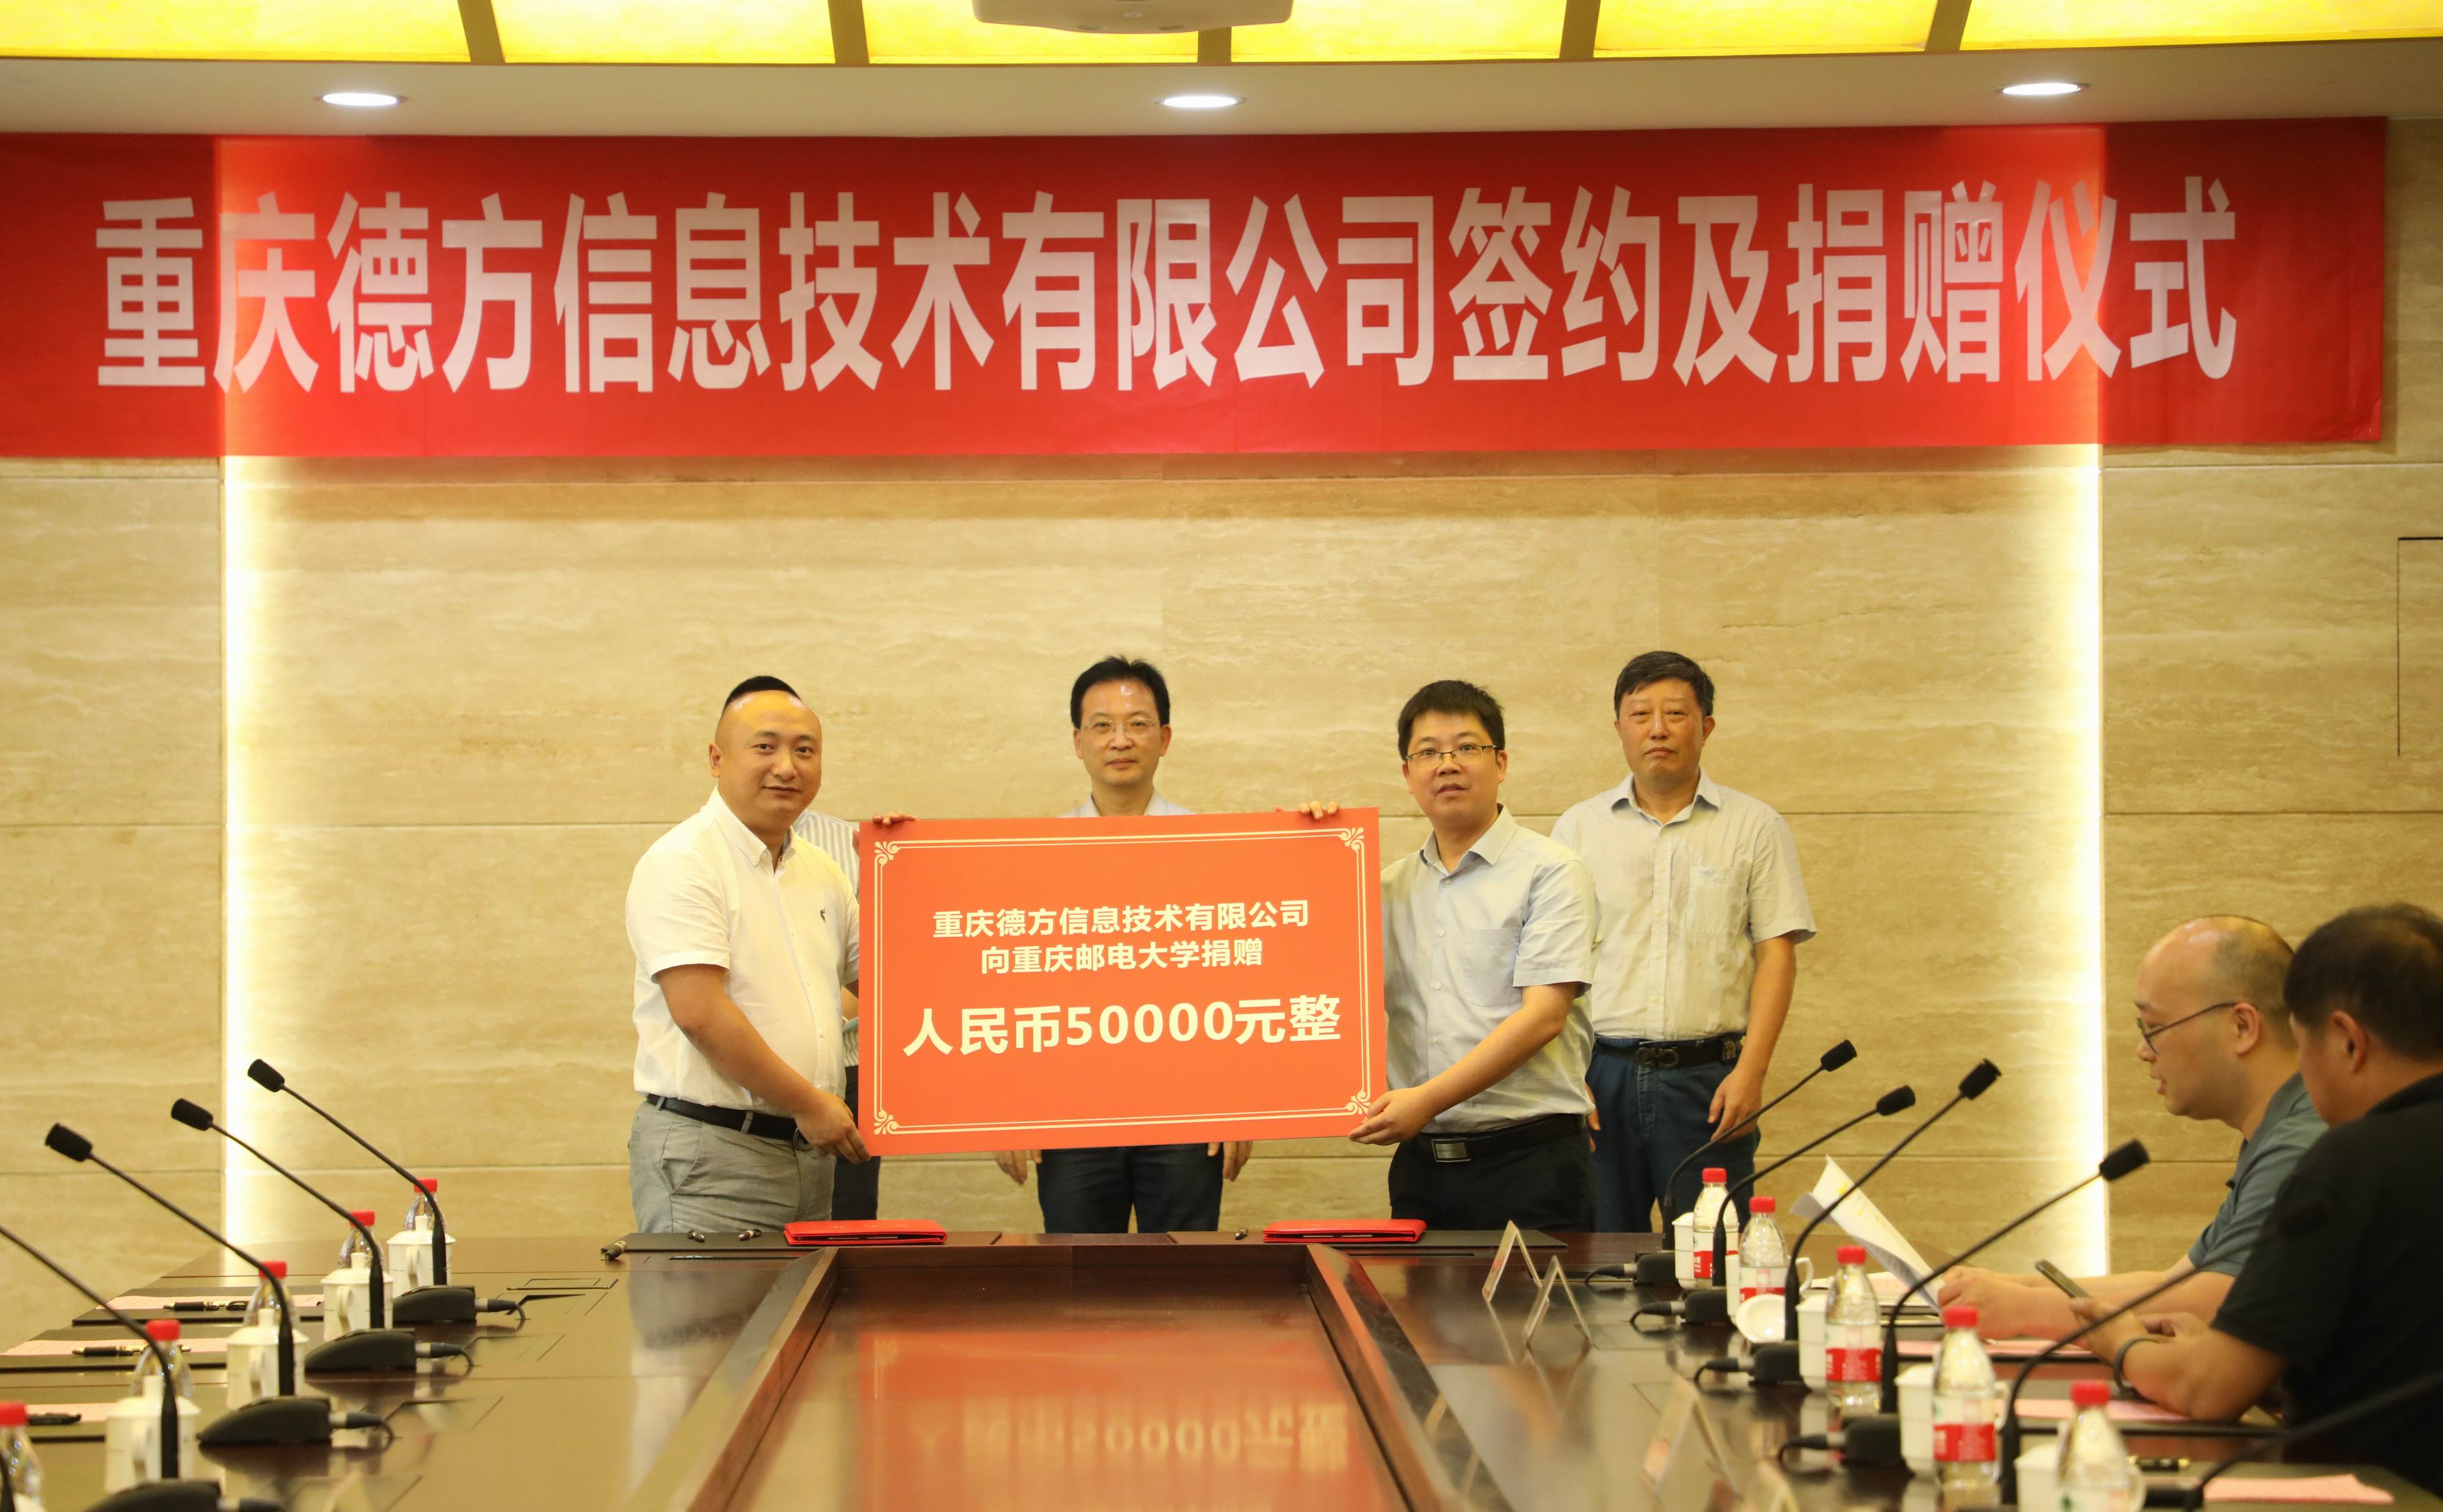 重庆德方信息技术有限公司签约及捐赠仪式
重庆德方信息技术有限公司
向重庆邮电大学捐赠
人民币50000元整